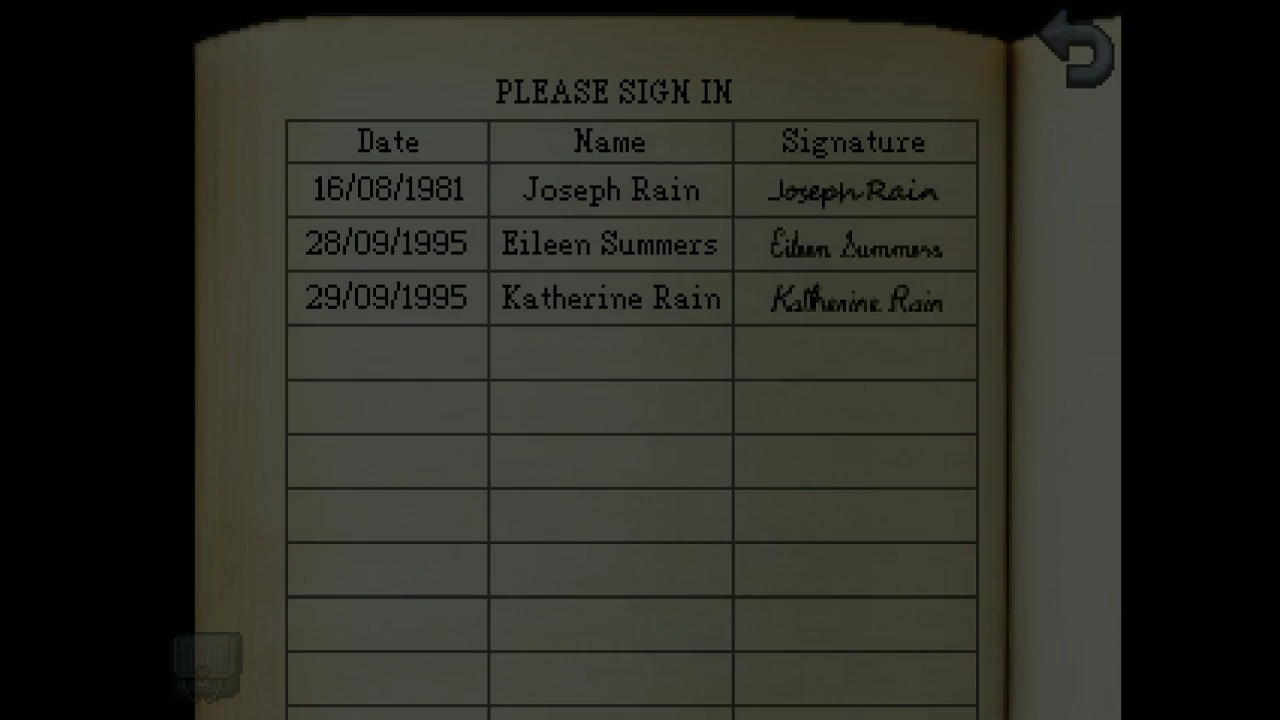 PLEASE SIGN IN
Date Name Signature
16/08/1981 Joseph Rain Joseph Rain
28/09/1995 Eileen Summers Eileen Summers
29/09/1995 Katherine Rain Katherine Rain